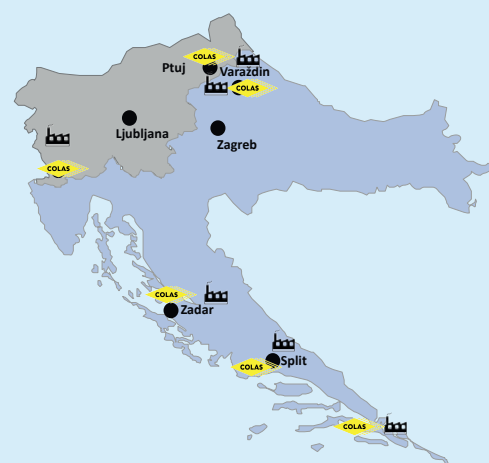 COLAS
Ptuj
Varaždin
COLAS
Ljubljana
Zagreb
COLAS
COLAS
Zadar
Split
COLAS
COLAS